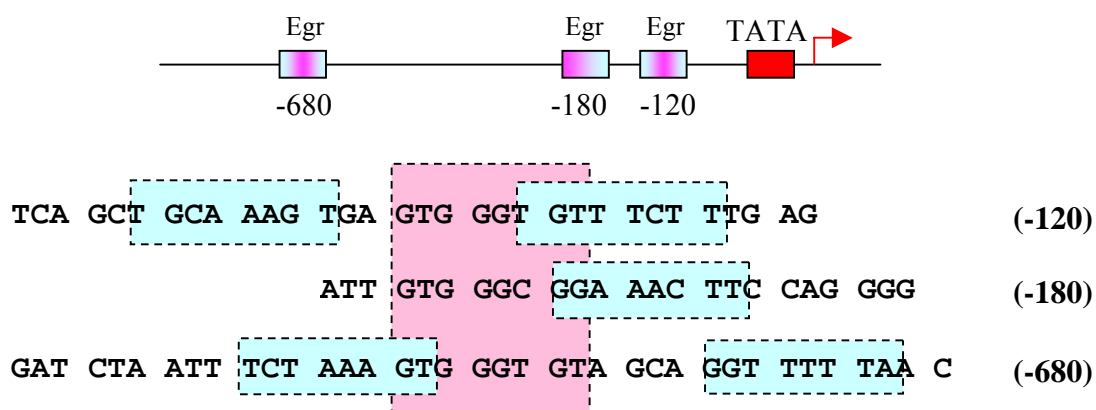 Egr Egr Egr TATA
-680 -180 -120
TCA GCT GCA AAG TGA GTG GGT GTT TCT TTG AG (-120)
ATT GTG GGC GGA AAC TTC CAG GGG (-180)
GAT CTA ATT TCT AAA GTG GGT GTA GCA GGT TTT TAA C (-680)